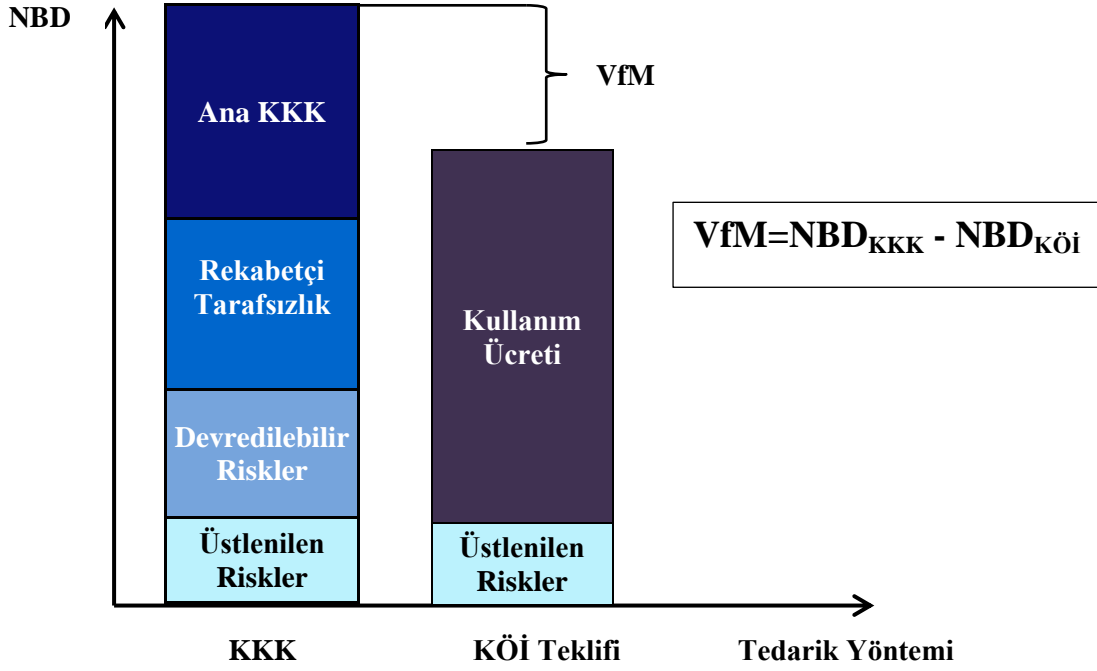 NBD
VfM
Ana KKK
Rekabetçi
Tarafsızlık
Devredilebilir
Riskler
Üstlenilen
Riskler
Kullanım
Ücreti
Üstlenilen
Riskler
VfM=NBDKKK - NBDKÖİ
KKK
KÖİ Teklifi
Tedarik Yöntemi